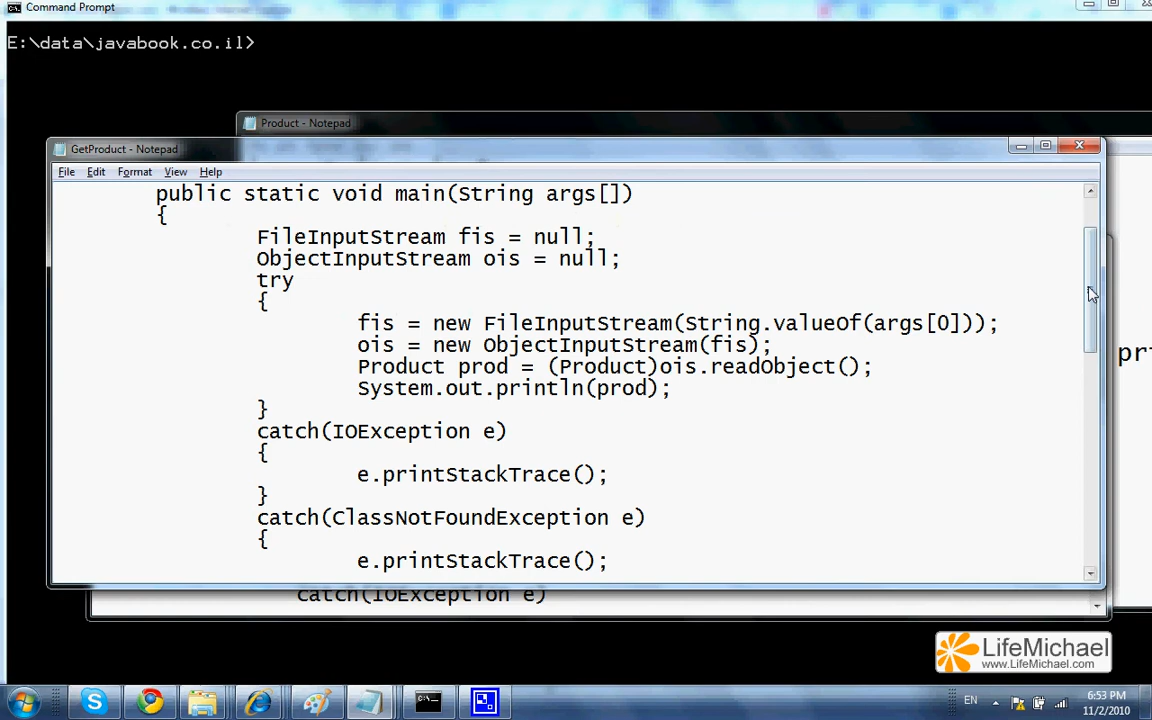 Command Prompt
E:\data\javabook.co.il>
Product - Notepad
GetProduct - Notepad
File Edit Format View Help
public static void main(String args[])
{
FileInputStream fis = null;
ObjectInputStream ois = null;
try
{
fis = new FileInputStream(String.valueOf(args[0]));
ois = new ObjectInputStream(fis);
Product prod = (Product)ois.readObject();
System.out.println(prod);
}
catch(IOException e)
{
e.printStackTrace();
}
catch(ClassNotFoundException e)
{
e.printStackTrace();
catch(IOException e)
pr
LifeMichael
www.LifeMichael.com
EN
6:53 PM
11/2/2010